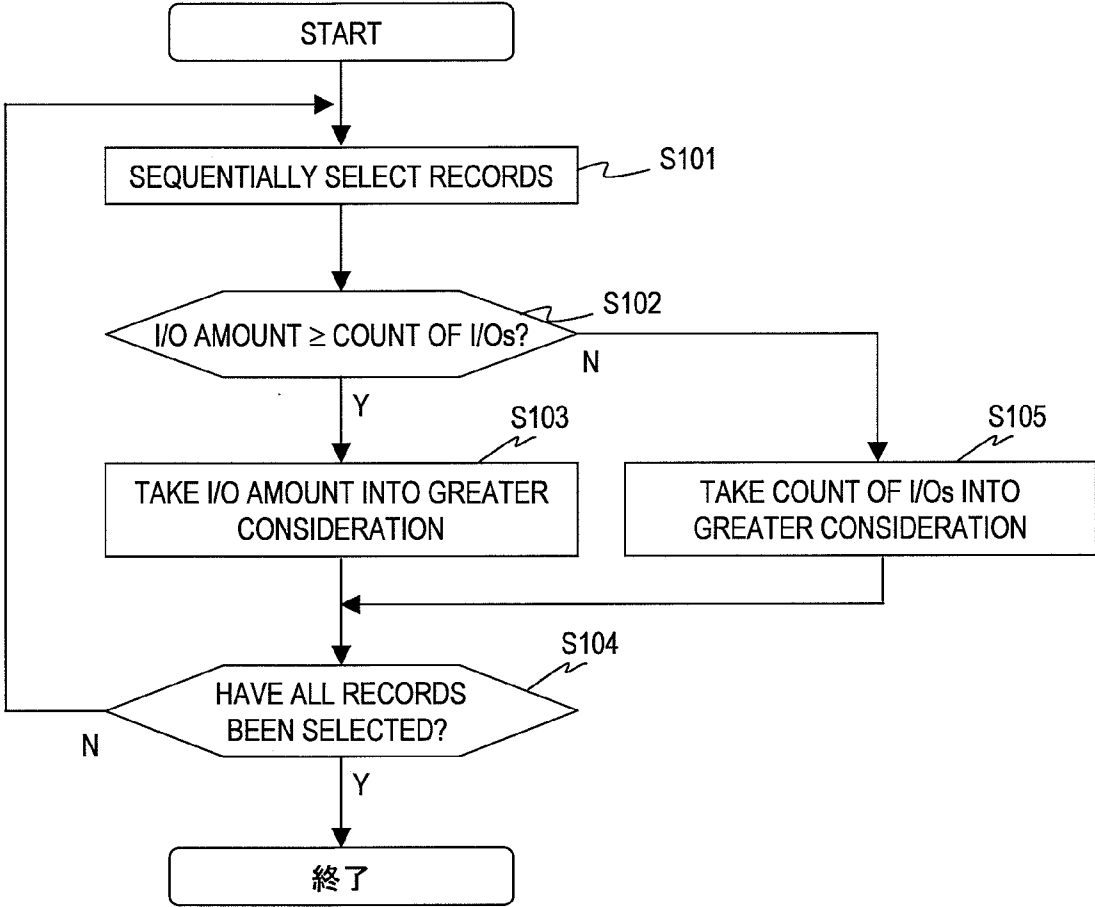 START
SEQUENTIALLY SELECT RECORDS
S101
I/O AMOUNT ≥ COUNT OF I/Os?
S102
N
Y
S103
TAKE I/O AMOUNT INTO GREATER
CONSIDERATION
S105
TAKE COUNT OF I/Os INTO
GREATER CONSIDERATION
S104
HAVE ALL RECORDS
BEEN SELECTED?
N
Y
終了